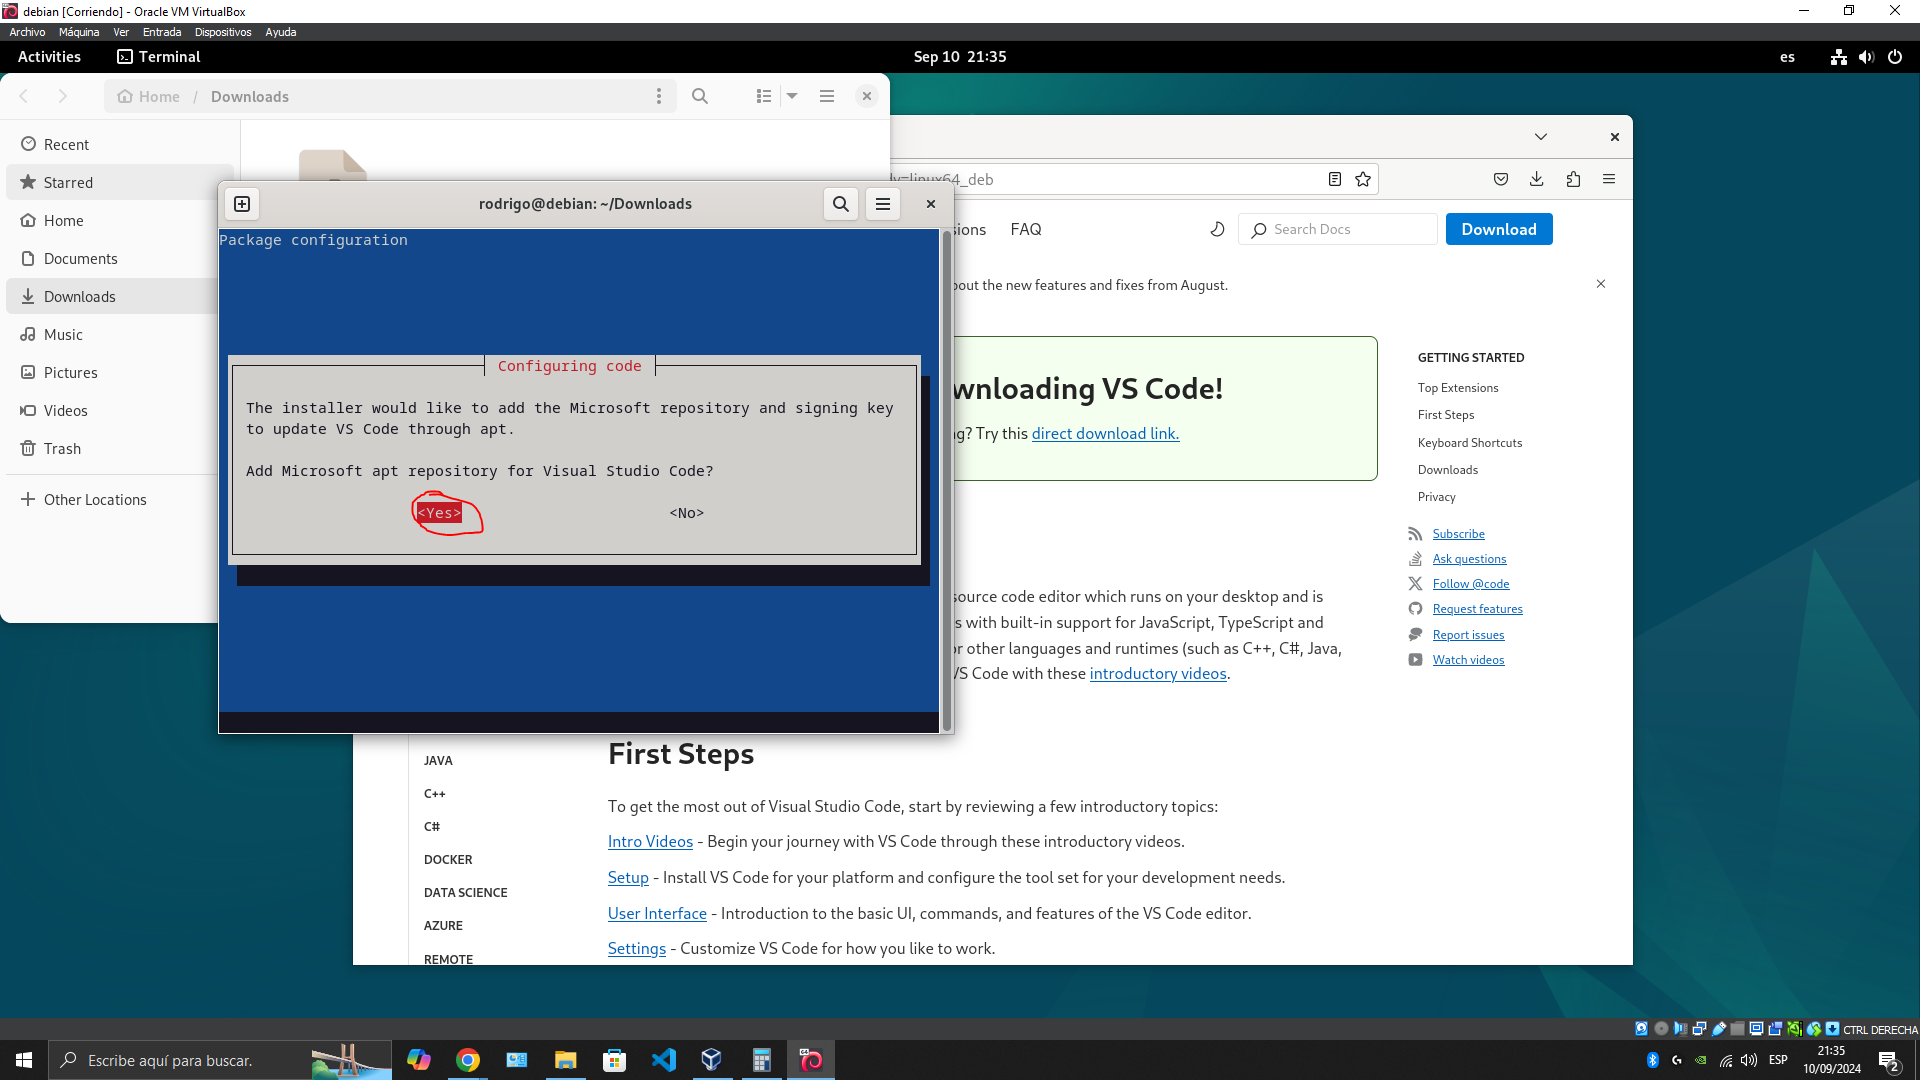 debian [Corriendo] - Oracle VM VirtualBox
Archivo Máquina Ver Entrada Dispositivos Ayuda
Activities Terminal Sep 10 21:35 es
Home / Downloads
Recent
Starred
Home
Documents
Downloads
Music
Pictures
Videos
Trash
Other Locations
rodrigo@debian: ~/Downloads
Package configuration
Configuring code
The installer would like to add the Microsoft repository and signing key
to update VS Code through apt.
Add Microsoft apt repository for Visual Studio Code?
<Yes> <No>
=linux64_deb
FAQ Search Docs Download
out the new features and fixes from August.
wnloading VS Code!
g? Try this direct download link.
source code editor which runs on your desktop and is
s with built-in support for JavaScript, TypeScript and
r other languages and runtimes (such as C++, C#, Java,
VS Code with these introductory videos.
GETTING STARTED
Top Extensions
First Steps
Keyboard Shortcuts
Downloads
Privacy
Subscribe
Ask questions
Follow @code
Request features
Report issues
Watch videos
JAVA
C++
C#
DOCKER
DATA SCIENCE
AZURE
REMOTE
First Steps
To get the most out of Visual Studio Code, start by reviewing a few introductory topics:
Intro Videos - Begin your journey with VS Code through these introductory videos.
Setup - Install VS Code for your platform and configure the tool set for your development needs.
User Interface - Introduction to the basic UI, commands, and features of the VS Code editor.
Settings - Customize VS Code for how you like to work.
CTRL DERECHA
Escribe aquí para buscar.
ESP
21:35
10/09/2024
2